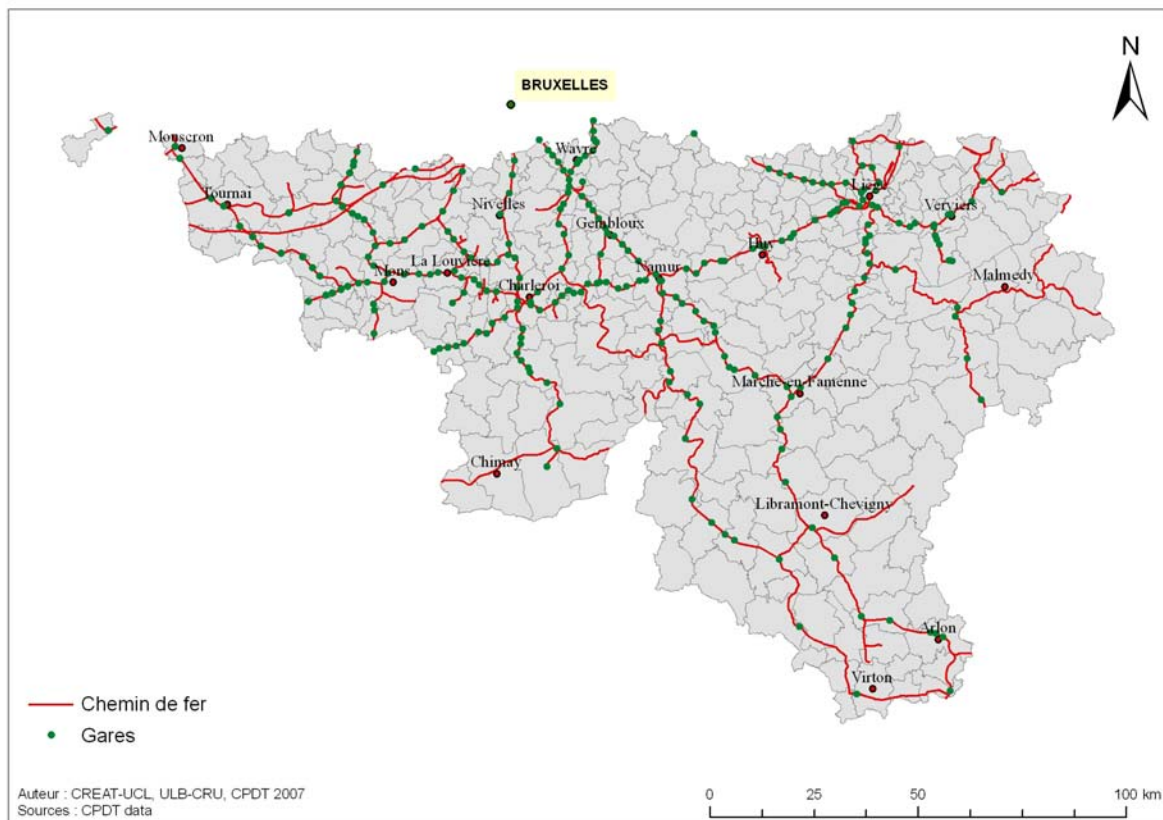 N
BRUXELLES
Mouscron
Wavre
Tournai
Liège
Nivelles
Verviers
Gembloux
Huy
La Louvière
Namur
Mons
Malmedy
Charleroi
Marche-en-Famenne
Chimay
Libramont-Chevigny
Arlon
Virton
Chemin de fer
Gares
Auteur : CREAT-UCL, ULB-CRU, CPDT 2007
Sources : CPDT data
0 25 50 100 km